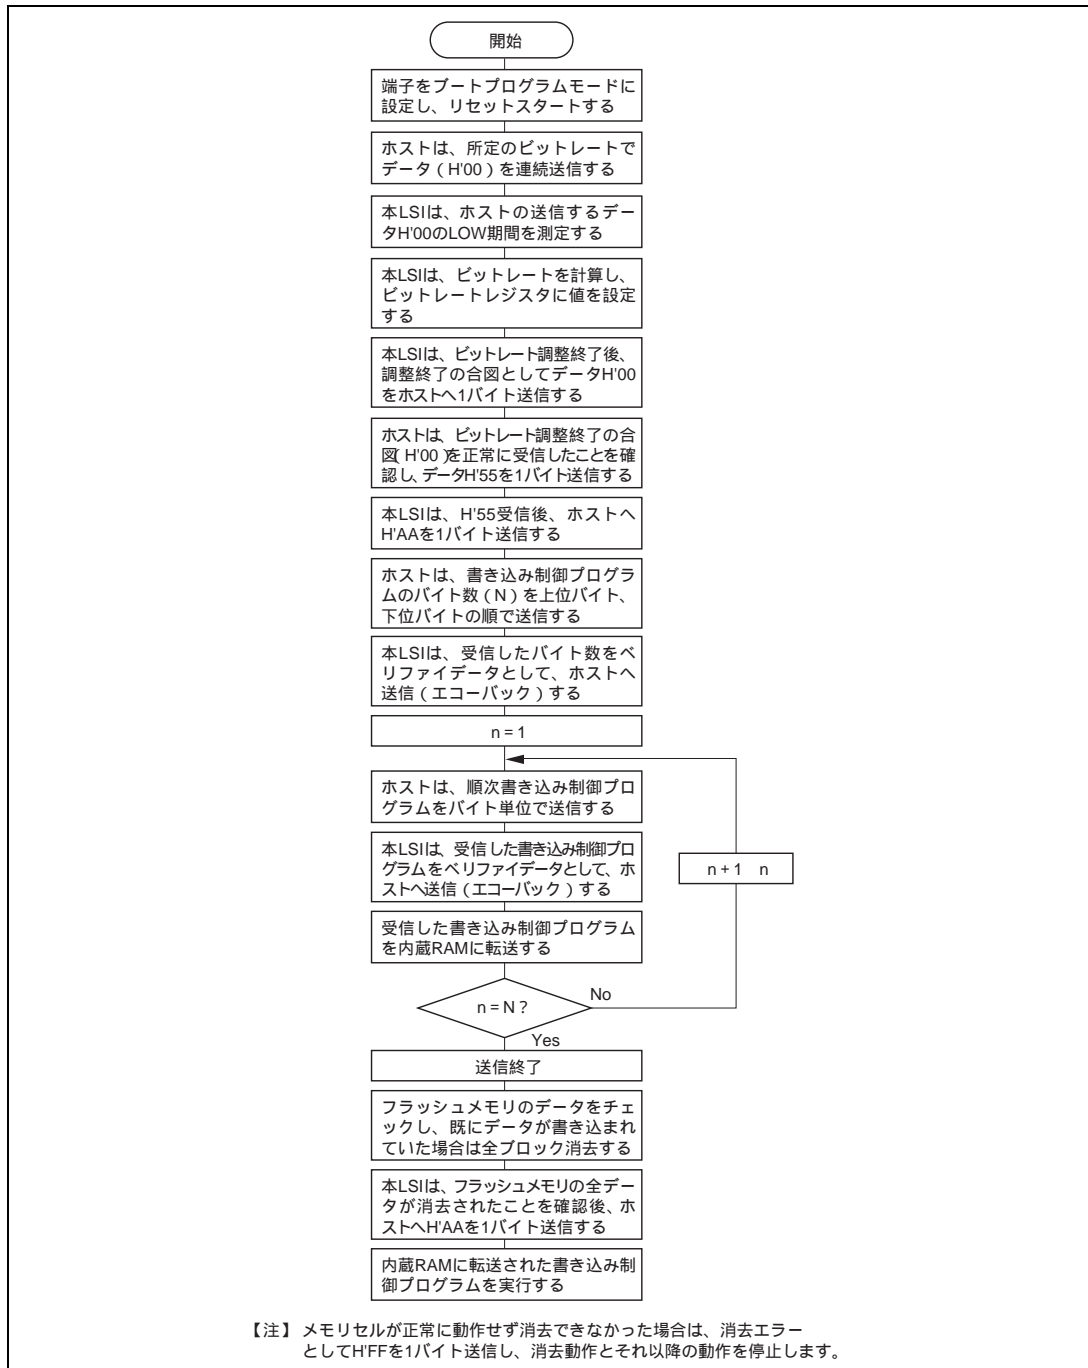 開始
端子をブートプログラムモードに
設定し、リセットスタートする
ホストは、所定のビットレートで
データ（H'00）を連続送信する
本LSIは、ホストの送信するデー
タH'00のLOW期間を測定する
本LSIは、ビットレートを計算し、
ビットレートレジスタに値を設定
する
本LSIは、ビットレート調整終了後、
調整終了の合図としてデータH'00
をホストへ1バイト送信する
ホストは、ビットレート調整終了の合
図（H'00）を正常に受信したことを確
認し、データH'55を1バイト送信する
本LSIは、H'55受信後、ホストへ
H'AAを1バイト送信する
ホストは、書き込み制御プログラ
ムのバイト数（N）を上位バイト、
下位バイトの順で送信する
本LSIは、受信したバイト数をベ
リファイデータとして、ホストへ
送信（エコーバック）する
n = 1
ホストは、順次書き込み制御プロ
グラムをバイト単位で送信する
本LSIは、受信した書き込み制御プロ
グラムをベリファイデータとして、ホ
ストへ送信（エコーバック）する
n + 1 n
受信した書き込み制御プログラム
を内蔵RAMに転送する
n = N？
No
Yes
送信終了
フラッシュメモリのデータをチェ
ックし、既にデータが書き込まれ
ていた場合は全ブロック消去する
本LSIは、フラッシュメモリの全デー
タが消去されたことを確認後、ホ
ストへH'AAを1バイト送信する
内蔵RAMに転送された書き込み制
御プログラムを実行する
【注】 メモリセルが正常に動作せず消去できなかった場合は、消去エラー
としてH'FFを1バイト送信し、消去動作とそれ以降の動作を停止します。